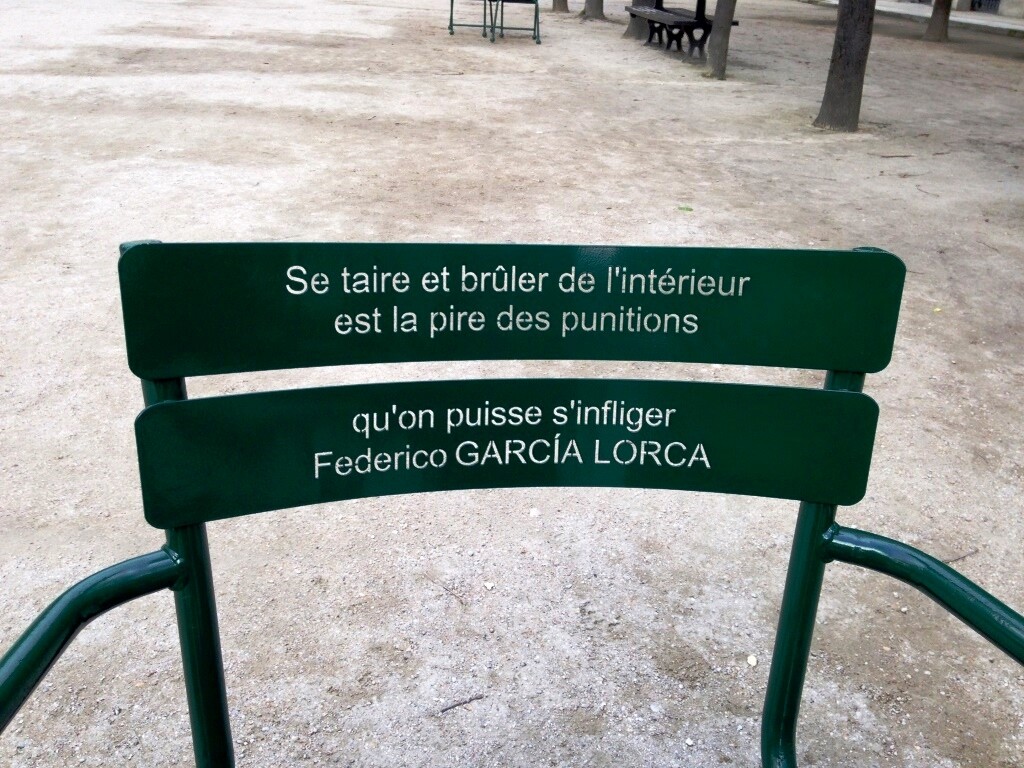 Se taire et brûler de l'intérieur
est la pire des punitions
qu'on puisse s'infliger
Federico GARCÍA LORCA